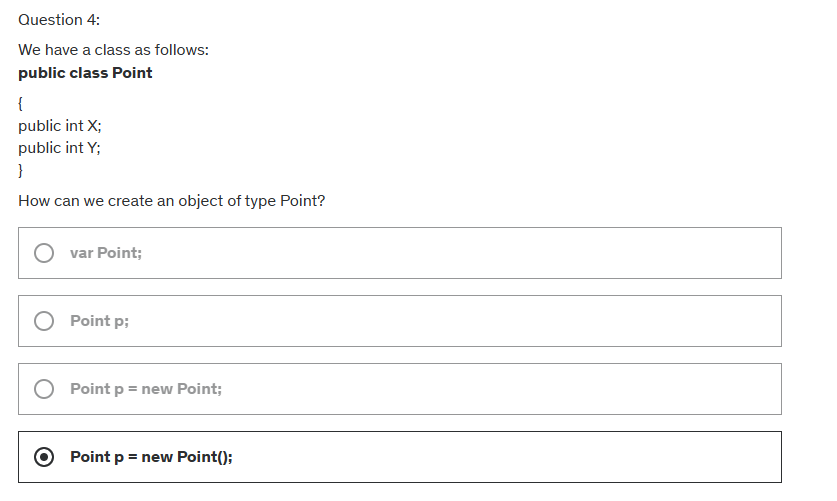 Question 4:
We have a class as follows:
public class Point
{
public int X;
public int Y;
}
How can we create an object of type Point?
var Point;
Point p;
Point p = new Point;
Point p = new Point();